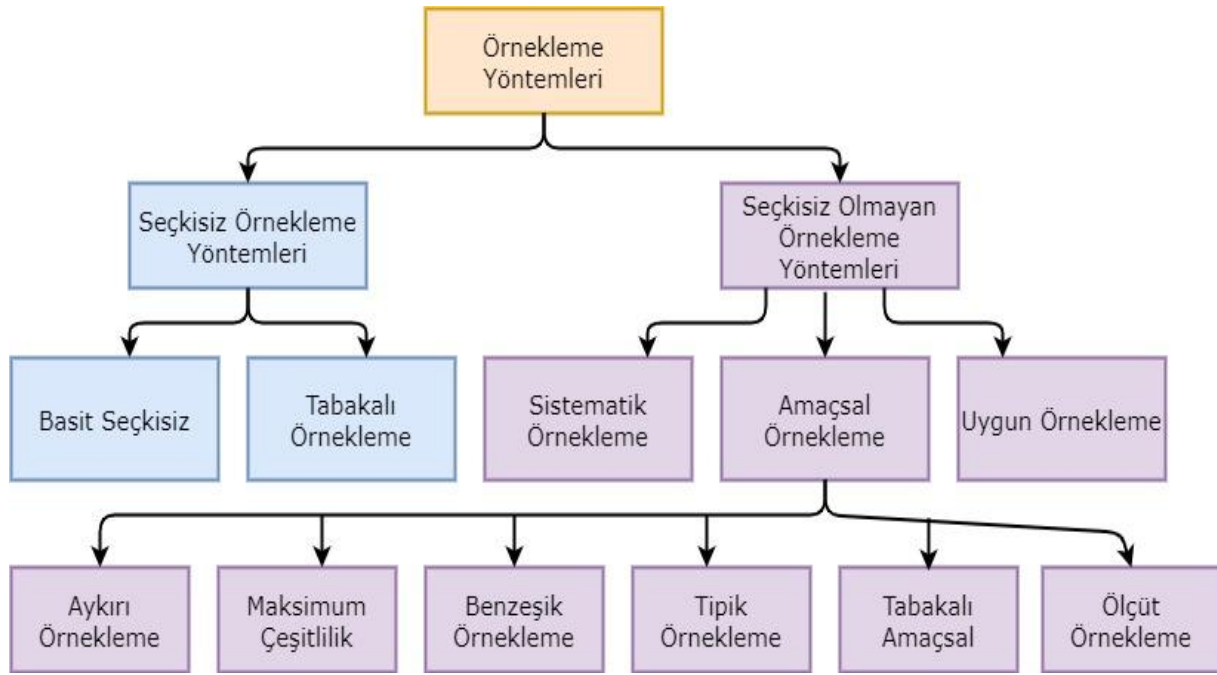 Örnekleme
Yöntemleri
Seçkisiz Örnekleme
Yöntemleri
Seçkisiz Olmayan
Örnekleme
Yöntemleri
Basit Seçkisiz
Tabakalı
Örnekleme
Sistematik
Örnekleme
Amaçsal
Örnekleme
Uygun Örnekleme
Aykırı
Örnekleme
Maksimum
Çeşitlilik
Benzeşik
Örnekleme
Tipik
Örnekleme
Tabakalı
Amaçsal
Ölçüt
Örnekleme